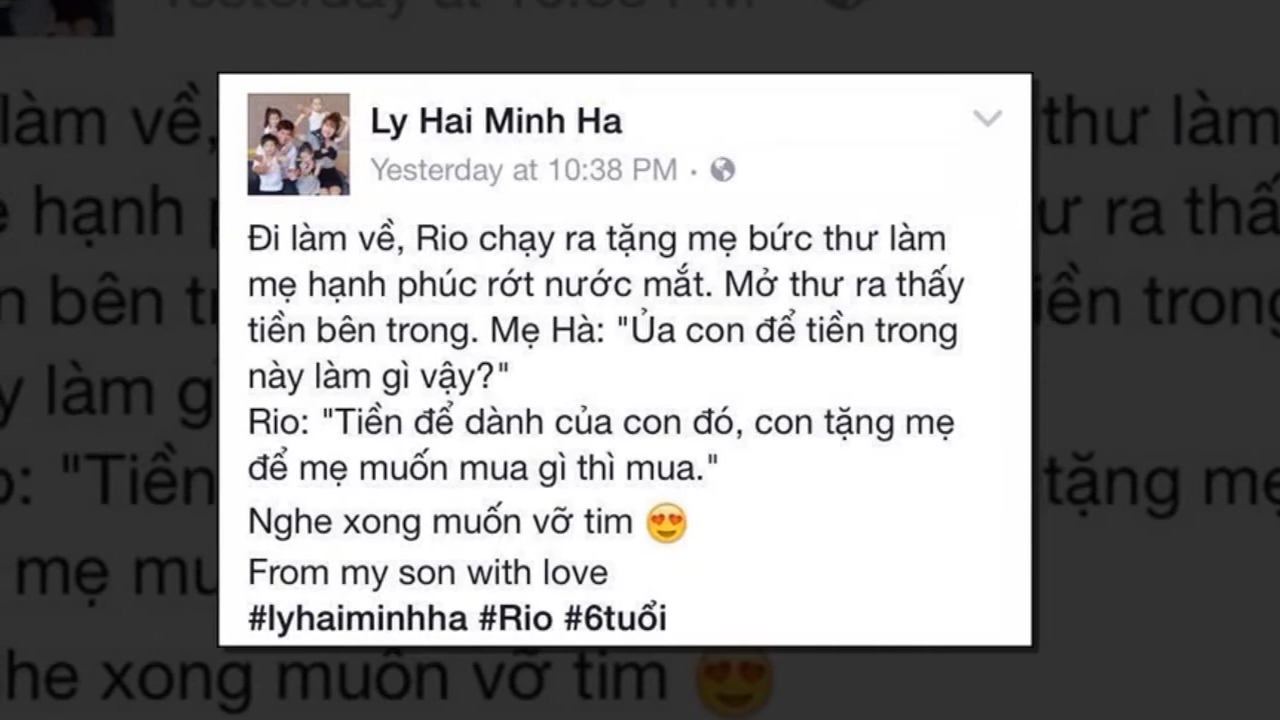 Ly Hai Minh Ha
Yesterday at 10:38 PM ·
Đi làm về, Rio chạy ra tặng mẹ bức thư làm
mẹ hạnh phúc rớt nước mắt. Mở thư ra thấy
tiền bên trong. Mẹ Hà: "Ủa con để tiền trong
này làm gì vậy?"
Rio: "Tiền để dành của con đó, con tặng mẹ
để mẹ muốn mua gì thì mua."
Nghe xong muốn vỡ tim 😍
From my son with love
#lyhaiminhha #Rio #6tuổi